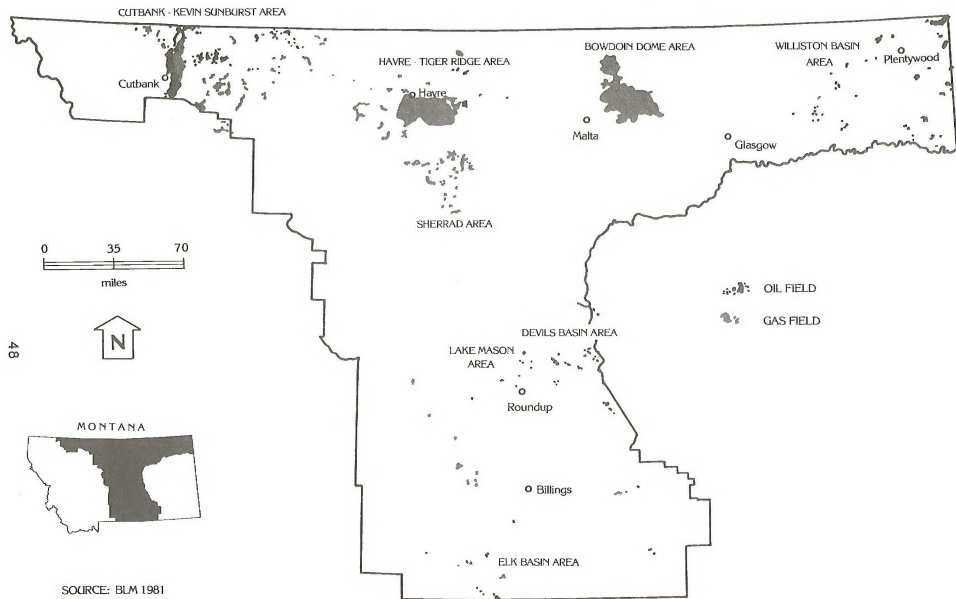 CUTBANK - KEVIN SUNBURST AREA
HAVRE - TIGER RIDGE AREA
BOWDOIN DOME AREA
WILLISTON BASIN
AREA
Plentywood
Cutbank
Havre
Malta
Glasgow
SHERRAD AREA
0 35 70
miles
N
OIL FIELD
GAS FIELD
DEVILS BASIN AREA
LAKE MASON
AREA
Roundup
48
MONTANA
Billings
ELK BASIN AREA
SOURCE: BLM 1981